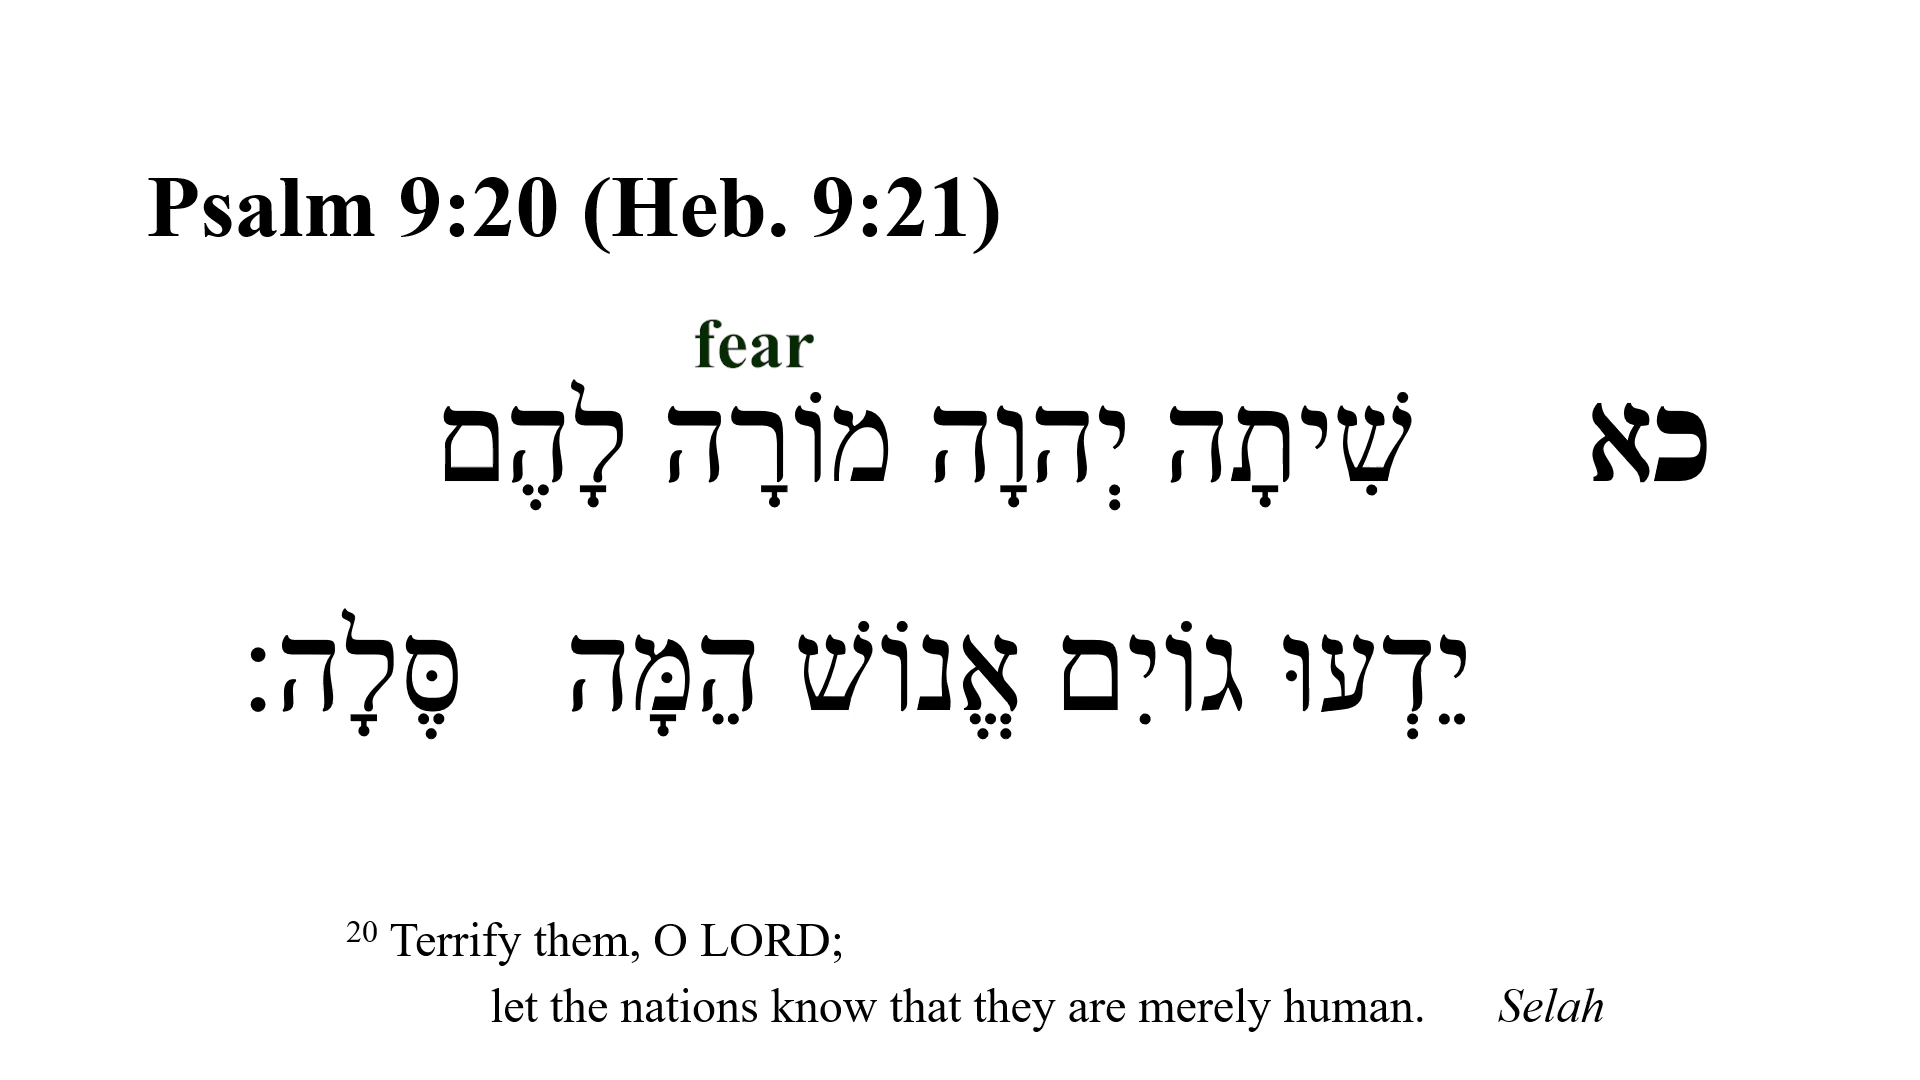 Psalm 9:20 (Heb. 9:21)
fear
כא שִׁיתָה יְהוָה מוֹרָה לָהֶם
יֵדְעוּ גוֹיִם אֱנוֹשׁ הֵמָּה סֶּלָה׃
20 Terrify them, O LORD;
let the nations know that they are merely human. Selah